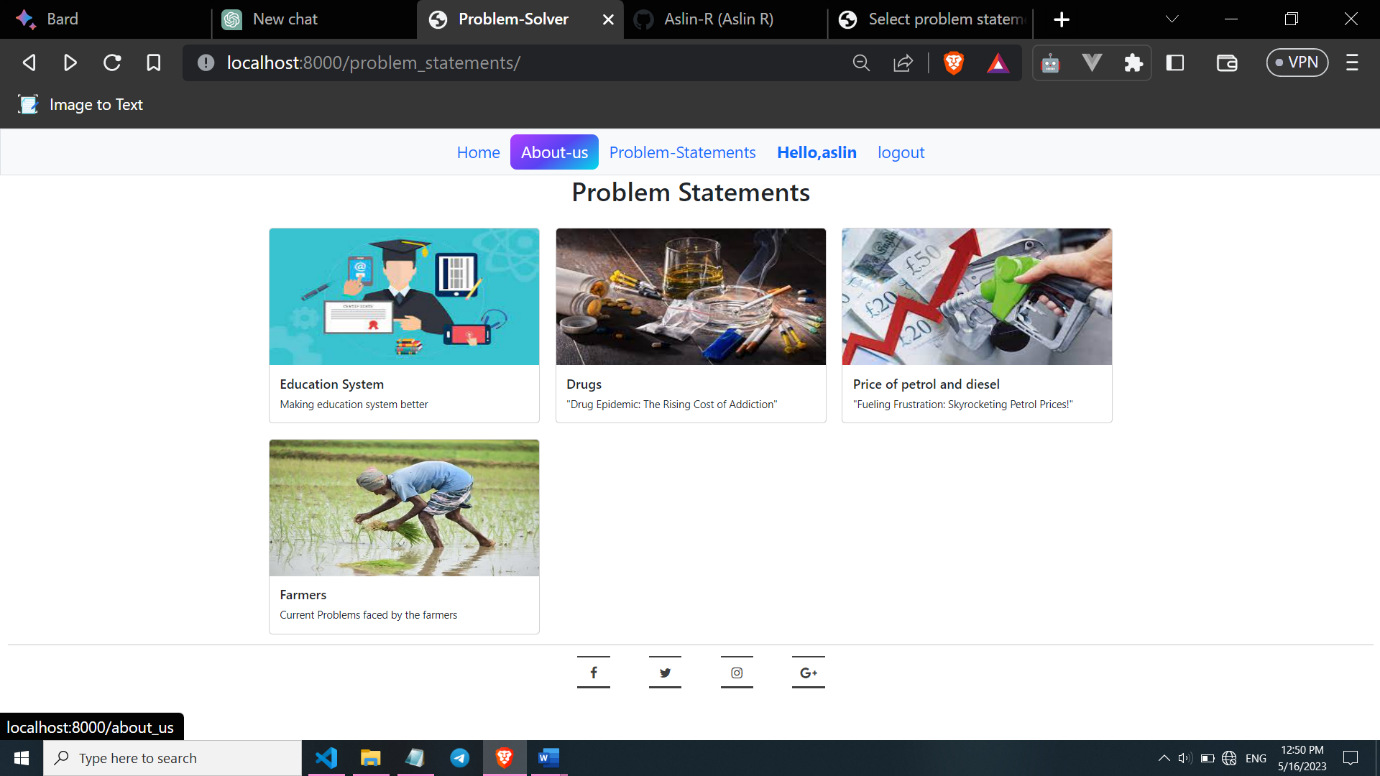 Bard
New chat
Problem-Solver
Aslin-R (Aslin R)
Select problem statem
localhost:8000/problem_statements/
VPN
Image to Text
Home
About-us
Problem-Statements
Hello,aslin
logout
Problem Statements
£50
£20
£20
Education System
Making education system better
Drugs
"Drug Epidemic: The Rising Cost of Addiction"
Price of petrol and diesel
"Fueling Frustration: Skyrocketing Petrol Prices!"
Farmers
Current Problems faced by the farmers
localhost:8000/about_us
Type here to search
ENG
12:50 PM
5/16/2023